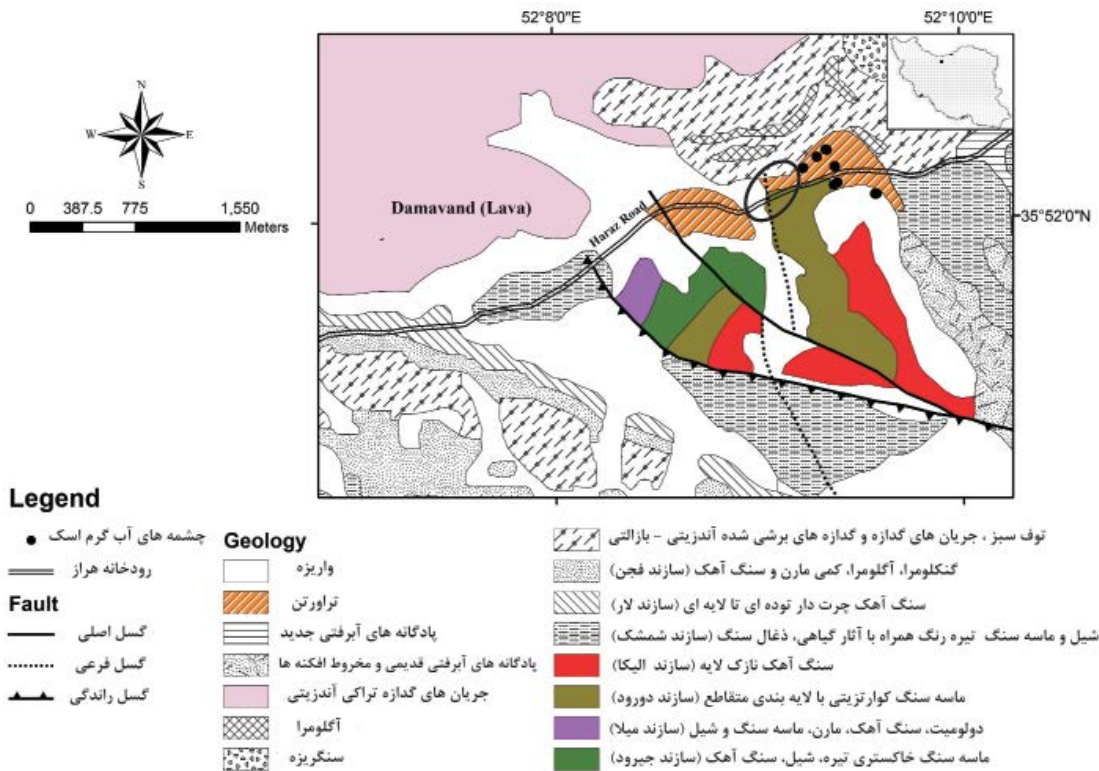 52°8'0"E
52°10'0"E
N
W
E
S
0 387.5 775 1,550
Meters
Damavand (Lava)
Haraz Road
35°52'0"N
Legend
چشمه های آب گرم اسک
رودخانه هراز
Fault
گسل اصلی
گسل فرعی
گسل راندگی
Geology
واریزه
تراورتن
پادگانه های آبرفتی جدید
پادگانه های آبرفتی قدیمی و مخروط افکنه ها
جریان های گدازه تراکی آندزیتی
آگلومرا
سنگریزه
توف سبز ، جریان های گدازه و گدازه های برشی شده آندزیتی - بازالتی
گنکلومرا، آگلومرا، کمی مارن و سنگ آهک (سازند فجن)
سنگ آهک چرت دار توده ای تا لایه ای (سازند لار)
شیل و ماسه سنگ تیره رنگ همراه با آثار گیاهی، ذغال سنگ (سازند شمشک)
سنگ آهک نازک لایه (سازند الیکا)
ماسه سنگ کوارتزیتی با لایه بندی متقاطع (سازند دورود)
دولومیت، سنگ آهک، مارن، ماسه سنگ و شیل (سازند میلا)
ماسه سنگ خاکستری تیره، شیل، سنگ آهک (سازند جیرود)